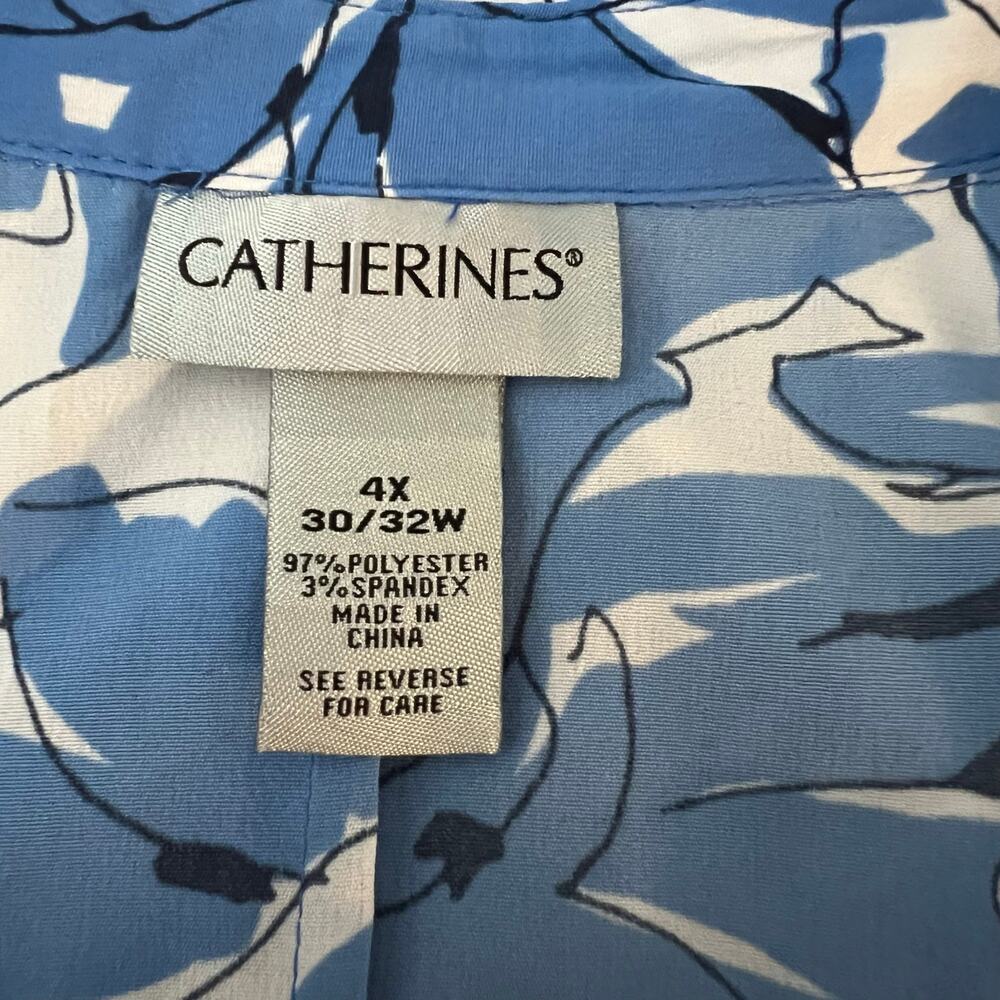 CATHERINES®
4X
30/32W
97%POLYESTER
3%SPANDEX
MADE IN
CHINA
SEE REVERSE
FOR CARE